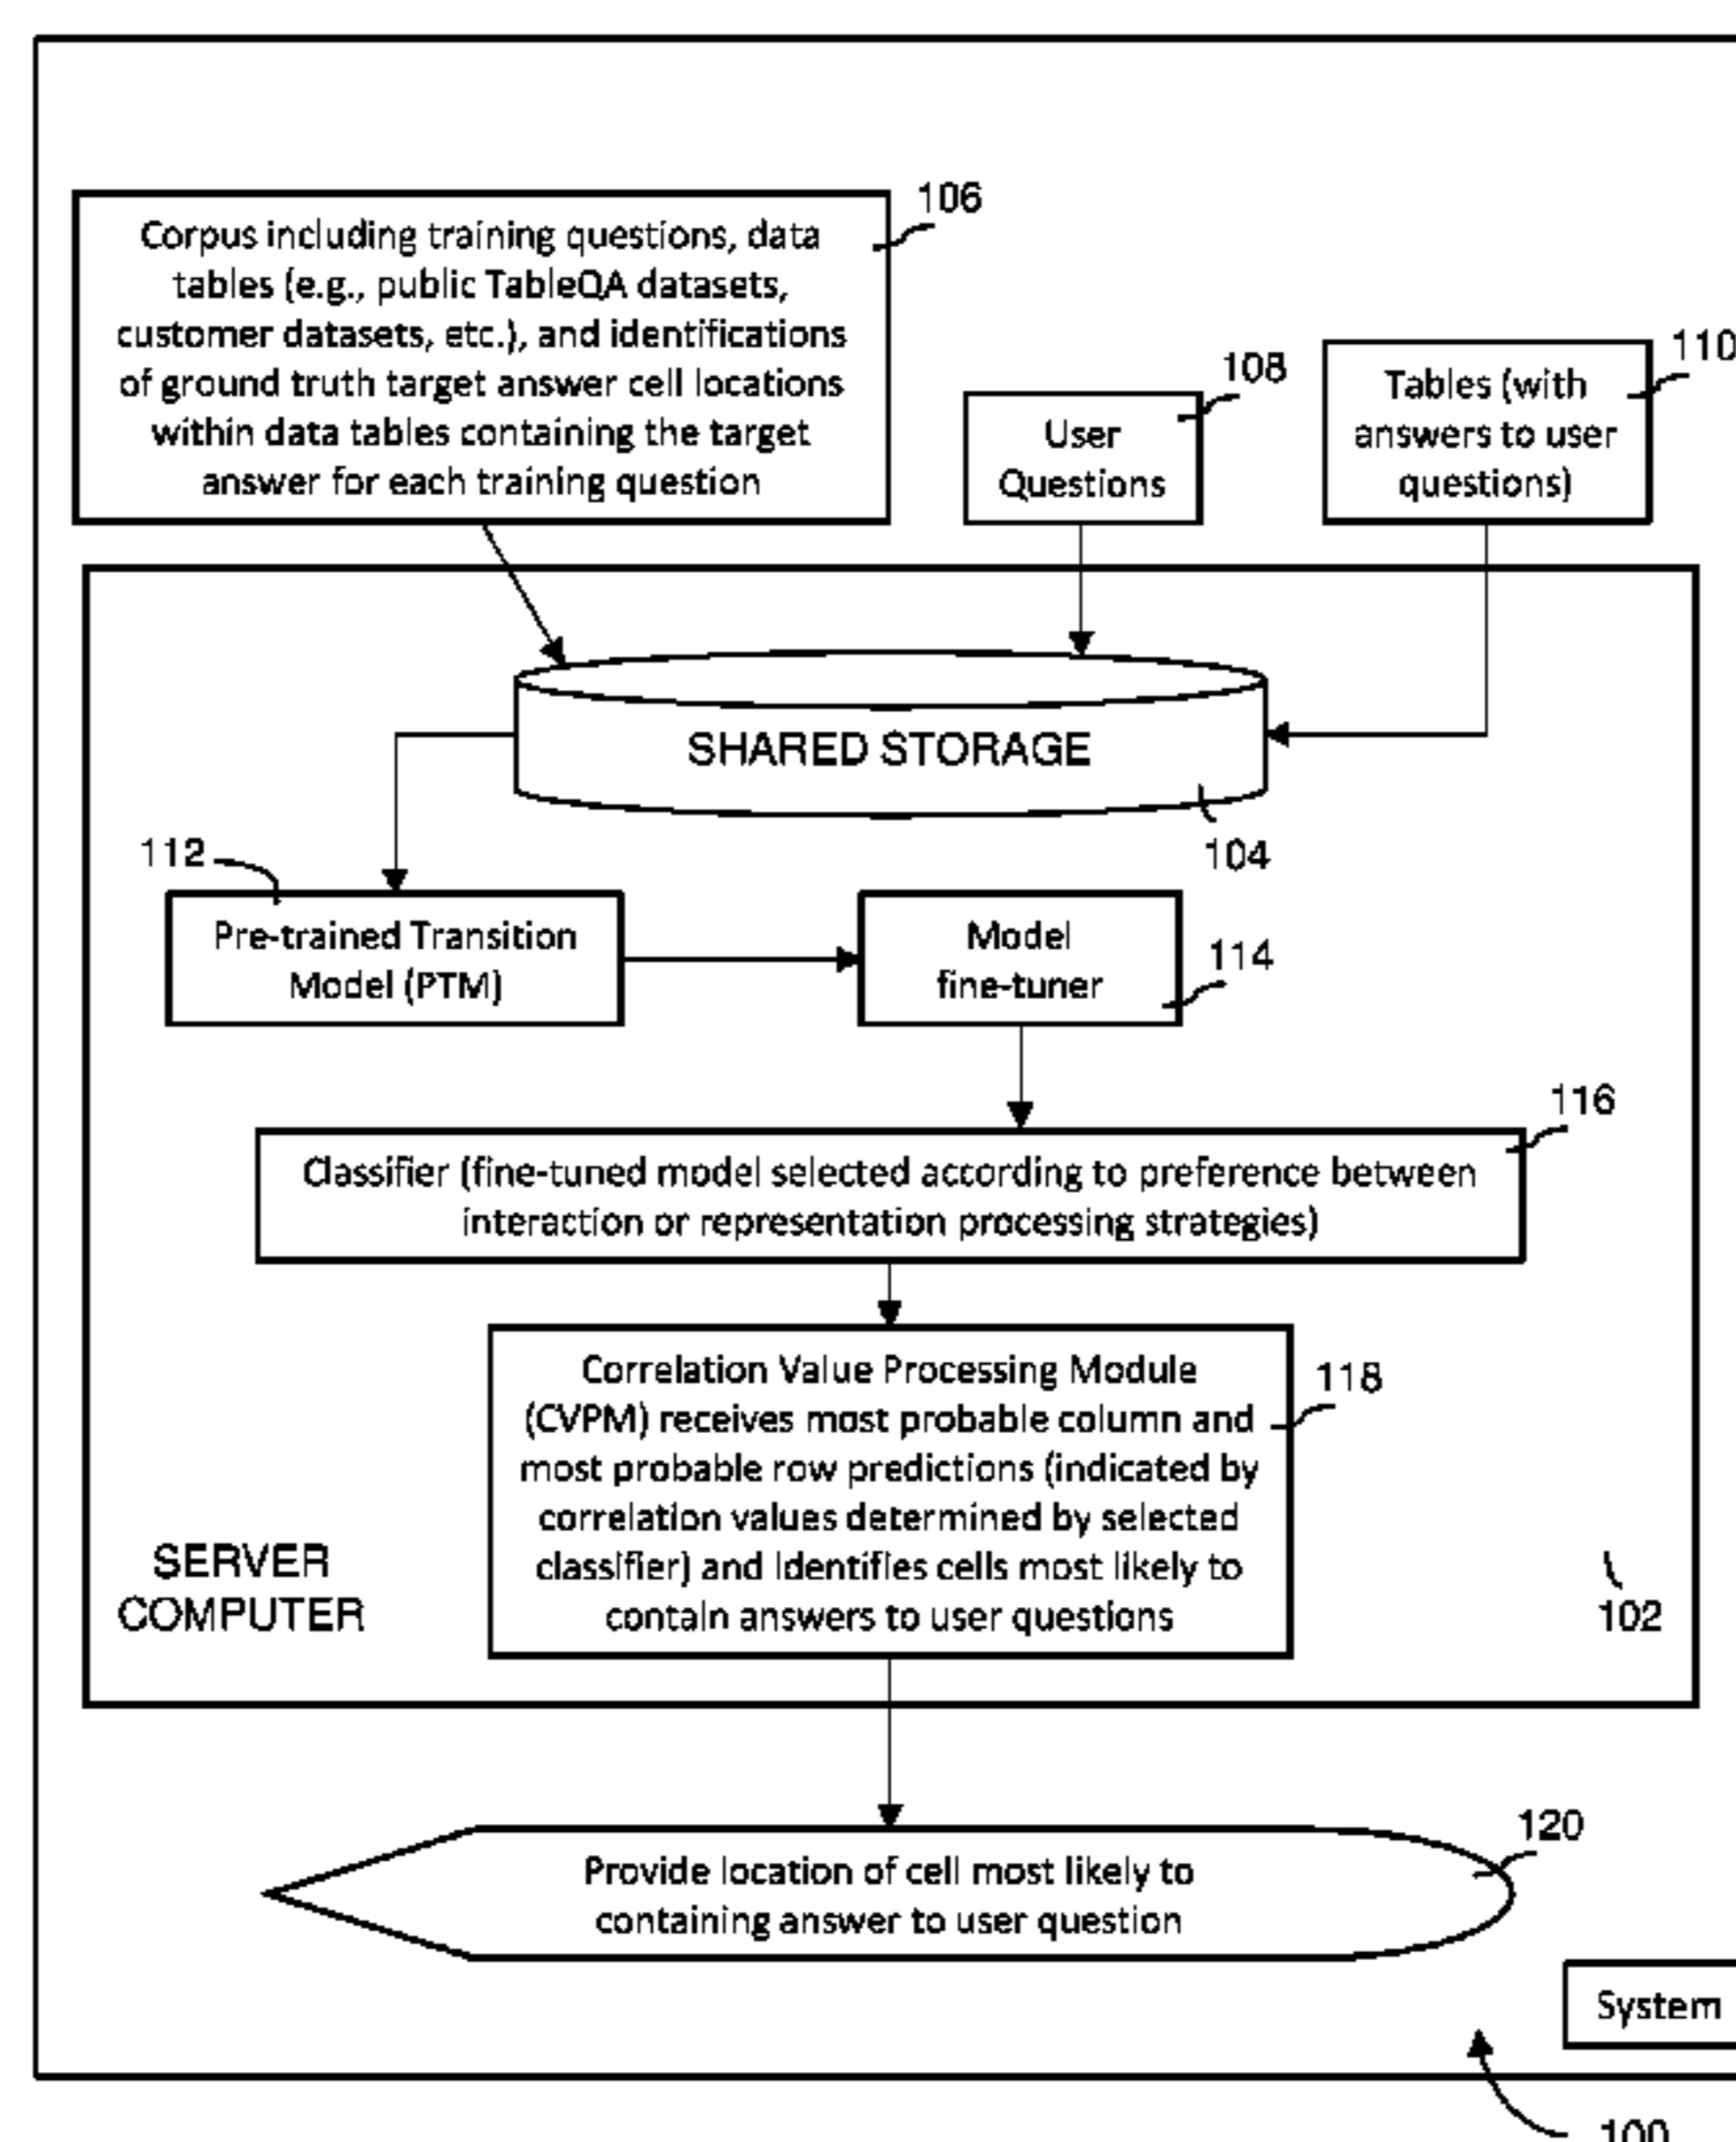 106
Corpus including training questions, data
tables (e.g., public TableQA datasets,
customer datasets, etc.), and identifications
of ground truth target answer cell locations
within data tables containing the target
answer for each training question
108
User
Questions
110
Tables (with
answers to user
questions)
SHARED STORAGE
104
112
Pre-trained Transition
Model (PTM)
Model
fine-tuner
114
116
Classifier (fine-tuned model selected according to preference between
interaction or representation processing strategies)
Correlation Value Processing Module
(CVPM) receives most probable column and
most probable row predictions (indicated by
correlation values determined by selected
classifier) and identifies cells most likely to
contain answers to user questions
118
SERVER
COMPUTER
102
120
Provide location of cell most likely to
containing answer to user question
System
100